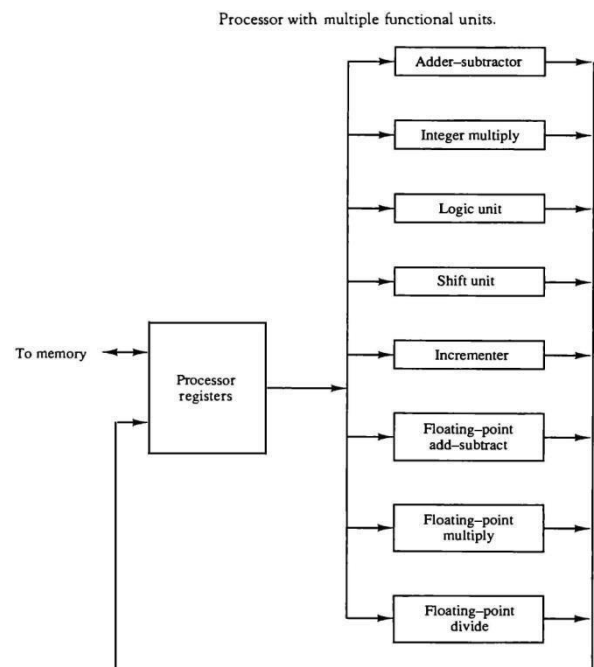 Processor with multiple functional units.
Adder–subtractor
Integer multiply
Logic unit
Shift unit
To memory
Processor
registers
Incrementer
Floating–point
add–subtract
Floating–point
multiply
Floating–point
divide